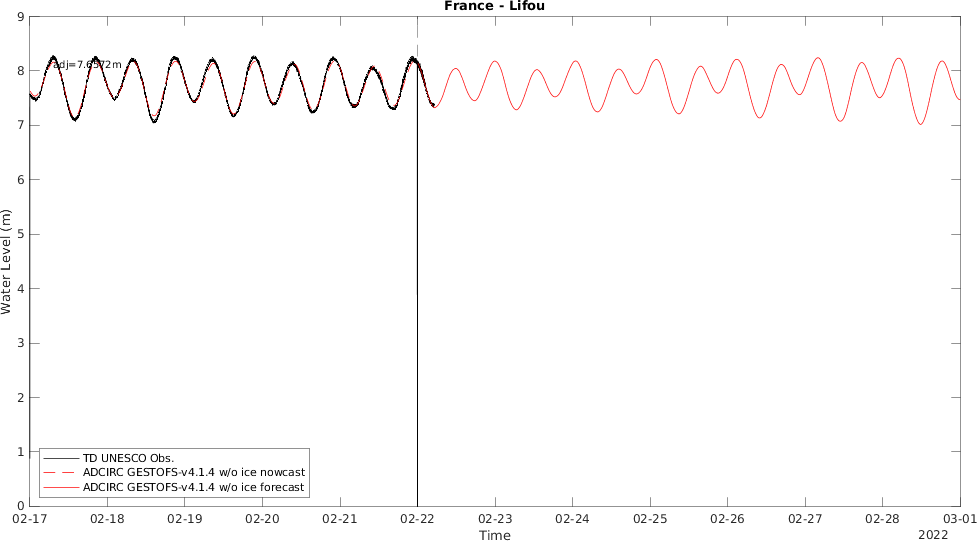 France - Lifou
9
8
7
6
5
4
3
2
1
0
adj=7.6572m
Water Level (m)
TD UNESCO Obs.
ADCIRC GESTOFS-v4.1.4 w/o ice nowcast
ADCIRC GESTOFS-v4.1.4 w/o ice forecast
02-17 02-18 02-19 02-20 02-21 02-22 02-23 02-24 02-25 02-26 02-27 02-28 03-01
Time
2022